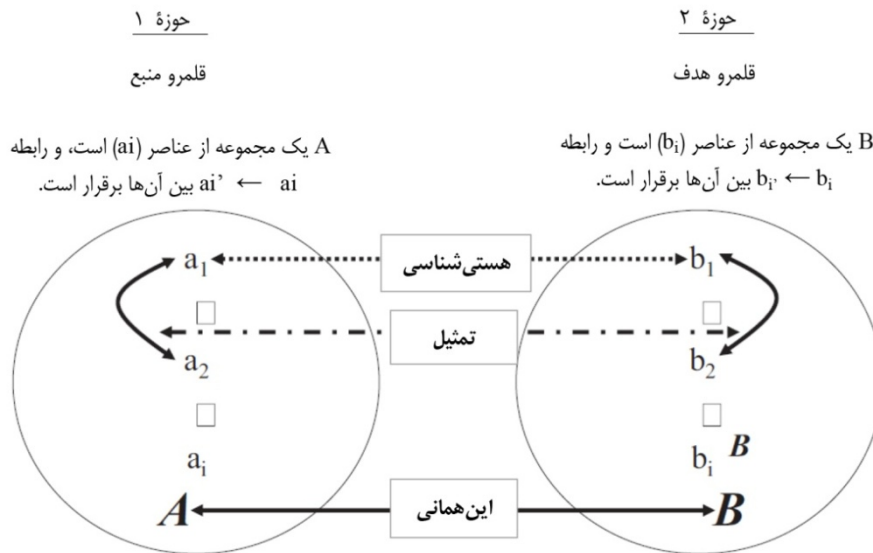 حوزهٔ ۱
قلمرو منبع
A یک مجموعه از عناصر (ai) است، و رابطه
ai ← ai’ بین آن‌ها برقرار است.
حوزهٔ ۲
قلمرو هدف
B یک مجموعه از عناصر (bi) است و رابطه
bi ← bi’ بین آن‌ها برقرار است.
a1 هستی‌شناسی b1
تمثیل
a2 b2
ai bi B
A این‌همانی B